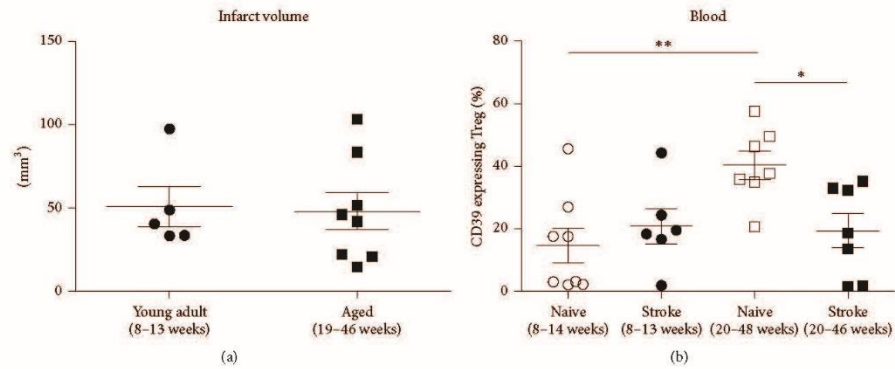 Infarct volume
150
100
50
0
(mm³)
Young adult
(8–13 weeks)
Aged
(19–46 weeks)
(a)
Blood
80
60
40
20
0
CD39 expressing Treg (%)
**
*
Naive
(8–14 weeks)
Stroke
(8–13 weeks)
Naive
(20–48 weeks)
Stroke
(20–46 weeks)
(b)